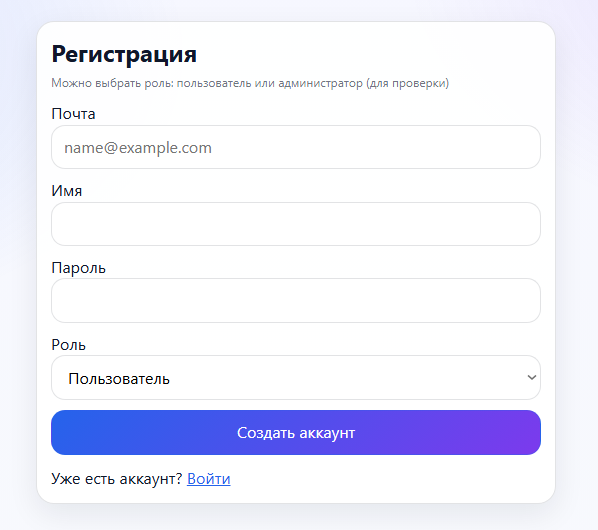 Регистрация
Можно выбрать роль: пользователь или администратор (для проверки)
Почта
name@example.com
Имя
Пароль
Роль
Пользователь
Создать аккаунт
Уже есть аккаунт? Войти